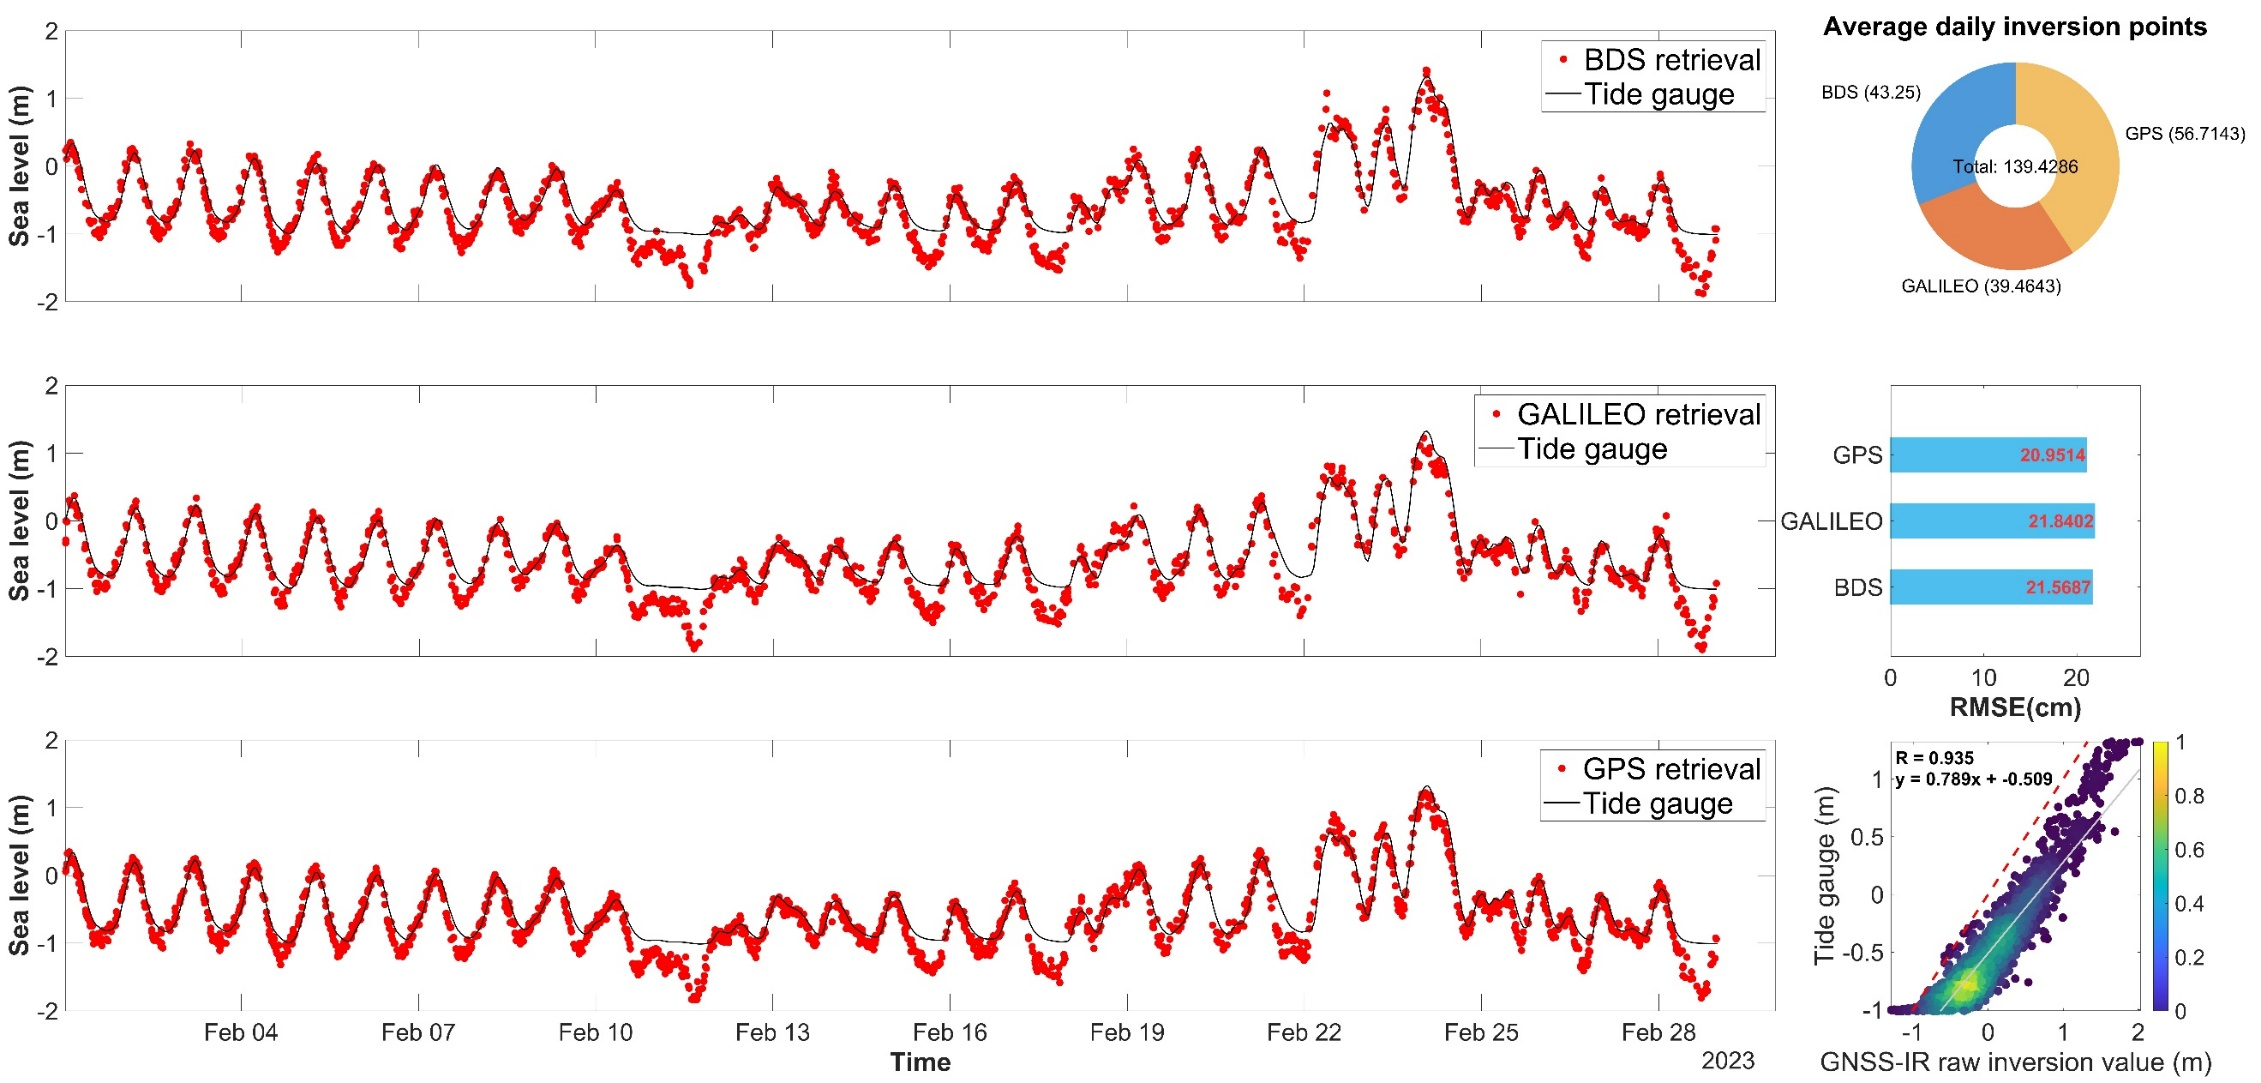 2
1
0
-1
-2
Sea level (m)
BDS retrieval
Tide gauge
Average daily inversion points
BDS (43.25)
GPS (56.7143)
Total: 139.4286
GALILEO (39.4643)
2
1
0
-1
-2
Sea level (m)
GALILEO retrieval
Tide gauge
GPS
20.9514
GALILEO
21.8402
BDS
21.5687
0 10 20
RMSE(cm)
2
1
0
-1
-2
Sea level (m)
GPS retrieval
Tide gauge
Feb 04 Feb 07 Feb 10 Feb 13 Feb 16 Feb 19 Feb 22 Feb 25 Feb 28
Time
2023
R = 0.935
y = 0.789x + -0.509
1
0.5
0
-0.5
-1
Tide gauge (m)
-1 0 1 2
GNSS-IR raw inversion value (m)
1
0.8
0.6
0.4
0.2
0